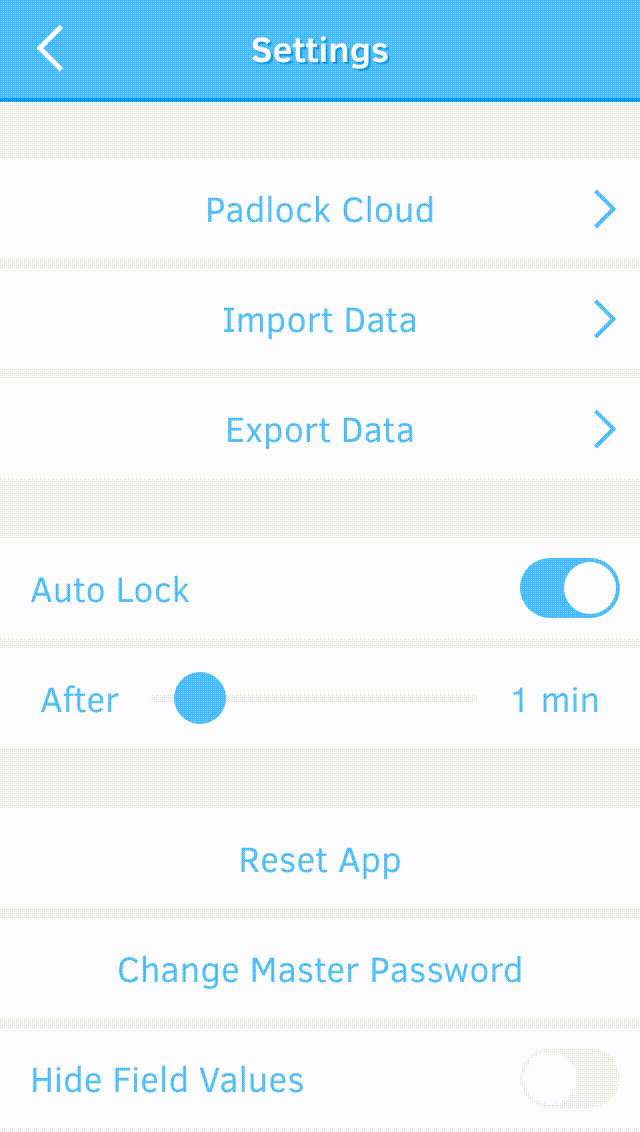 Settings
Padlock Cloud
Import Data
Export Data
Auto Lock
After 1 min
Reset App
Change Master Password
Hide Field Values